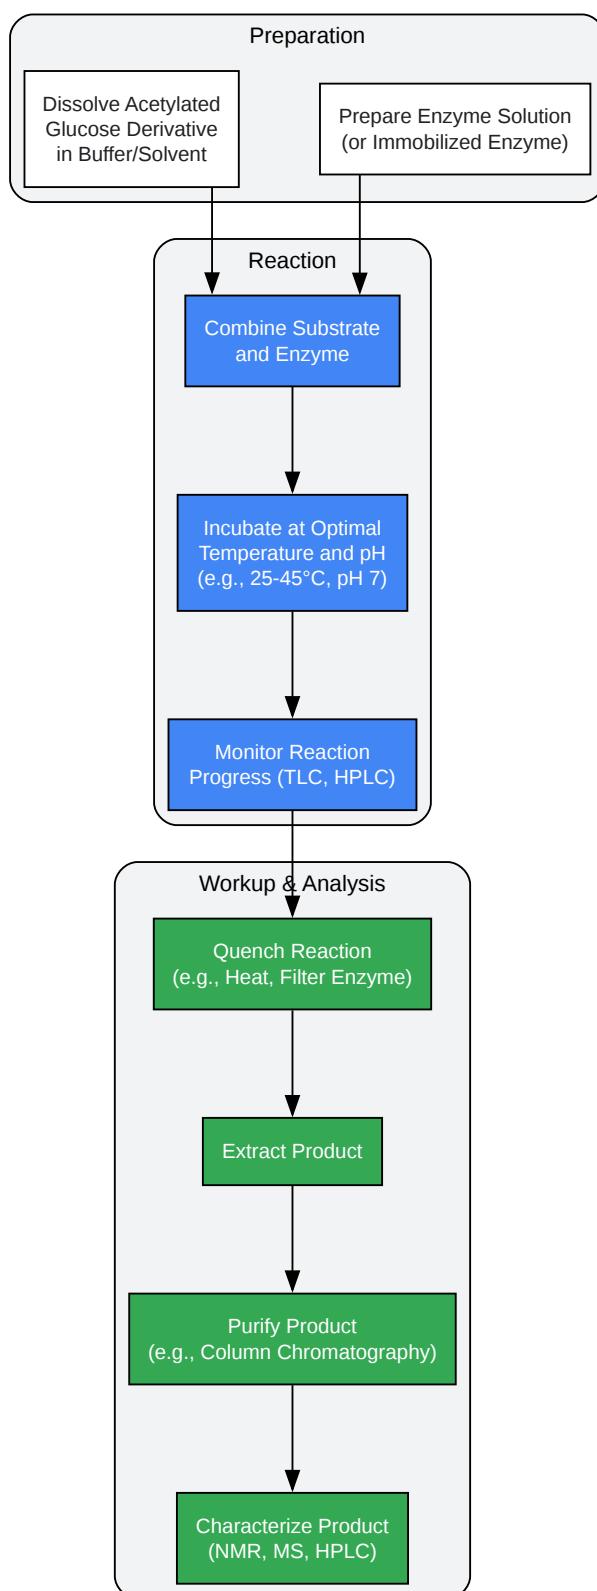 Preparation
Dissolve Acetylated
Glucose Derivative
in Buffer/Solvent
Prepare Enzyme Solution
(or Immobilized Enzyme)
Reaction
Combine Substrate
and Enzyme
Incubate at Optimal
Temperature and pH
(e.g., 25-45°C, pH 7)
Monitor Reaction
Progress (TLC, HPLC)
Workup & Analysis
Quench Reaction
(e.g., Heat, Filter Enzyme)
Extract Product
Purify Product
(e.g., Column Chromatography)
Characterize Product
(NMR, MS, HPLC)